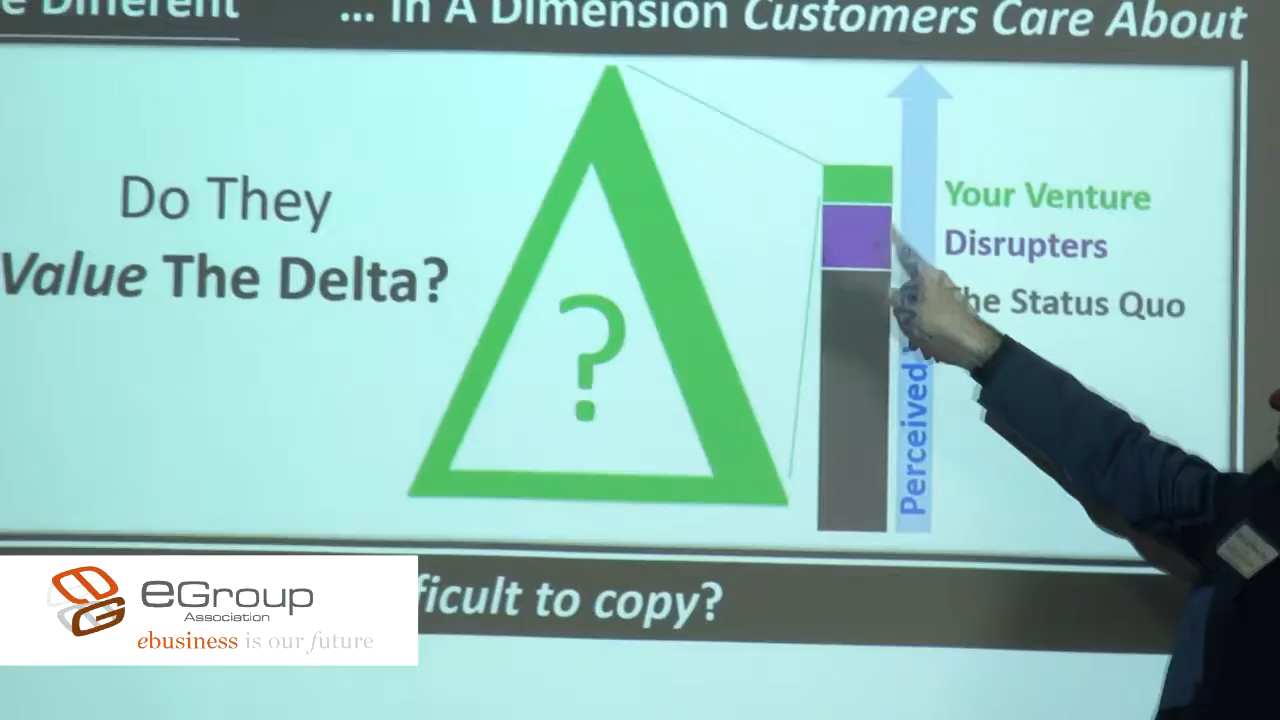 Different
... In A Dimension Customers Care About
Do They
Value The Delta?
?
Your Venture
Disrupters
The Status Quo
Perceived
ficult to copy?
eGroup
Association
ebusiness is our future